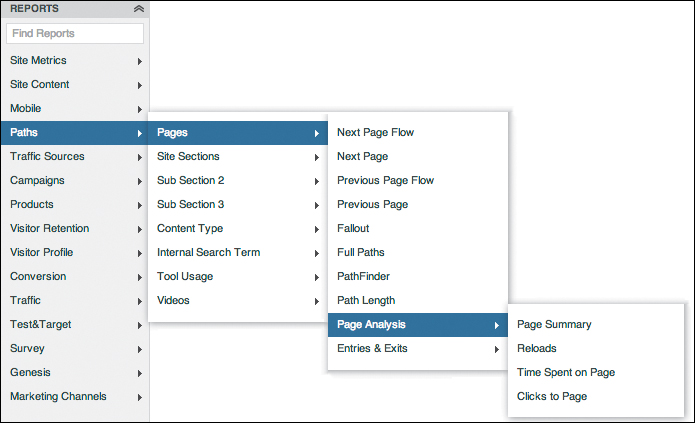 REPORTS
Find Reports
Site Metrics
Site Content
Mobile
Paths
Traffic Sources
Campaigns
Products
Visitor Retention
Visitor Profile
Conversion
Traffic
Test&Target
Survey
Genesis
Marketing Channels
Pages
Site Sections
Sub Section 2
Sub Section 3
Content Type
Internal Search Term
Tool Usage
Videos
Next Page Flow
Next Page
Previous Page Flow
Previous Page
Fallout
Full Paths
PathFinder
Path Length
Page Analysis
Entries & Exits
Page Summary
Reloads
Time Spent on Page
Clicks to Page